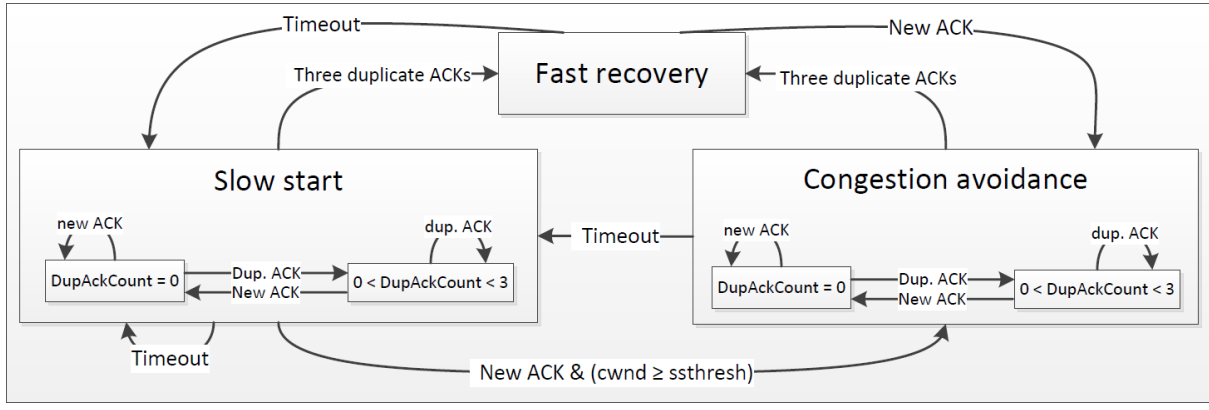 Timeout
New ACK
Fast recovery
Three duplicate ACKs
Three duplicate ACKs
Slow start
new ACK
dup. ACK
DupAckCount = 0
Dup. ACK
New ACK
0 < DupAckCount < 3
Timeout
Timeout
Congestion avoidance
new ACK
dup. ACK
DupAckCount = 0
Dup. ACK
New ACK
0 < DupAckCount < 3
New ACK & (cwnd ≥ ssthresh)